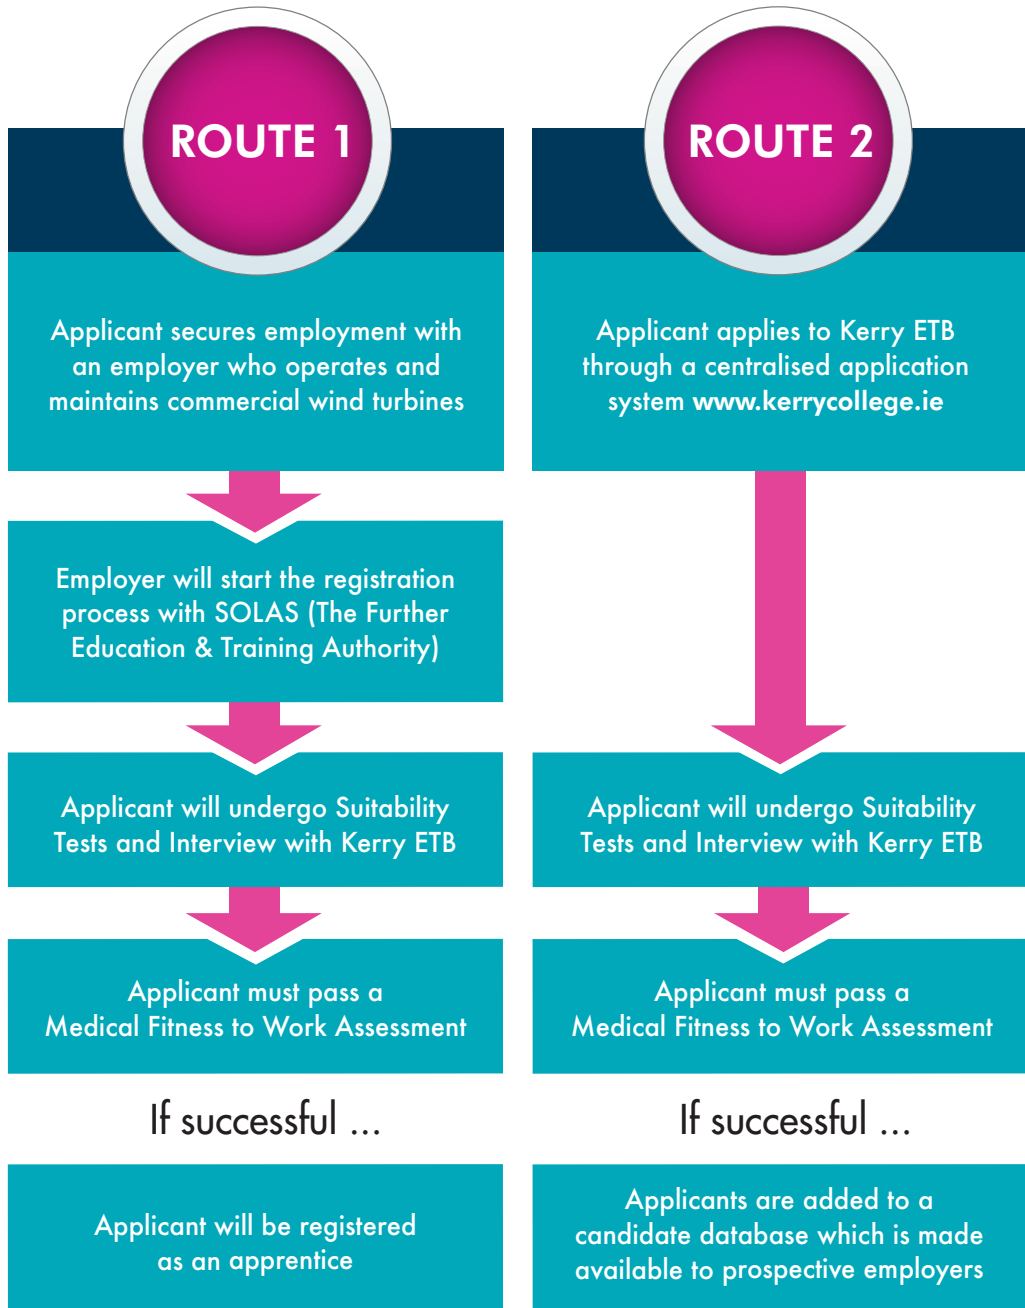 ROUTE 1
Applicant secures employment with
an employer who operates and
maintains commercial wind turbines
Employer will start the registration
process with SOLAS (The Further
Education & Training Authority)
Applicant will undergo Suitability
Tests and Interview with Kerry ETB
Applicant must pass a
Medical Fitness to Work Assessment
If successful ...
Applicant will be registered
as an apprentice
ROUTE 2
Applicant applies to Kerry ETB
through a centralised application
system www.kerrycollege.ie
Applicant will undergo Suitability
Tests and Interview with Kerry ETB
Applicant must pass a
Medical Fitness to Work Assessment
If successful ...
Applicants are added to a
candidate database which is made
available to prospective employers